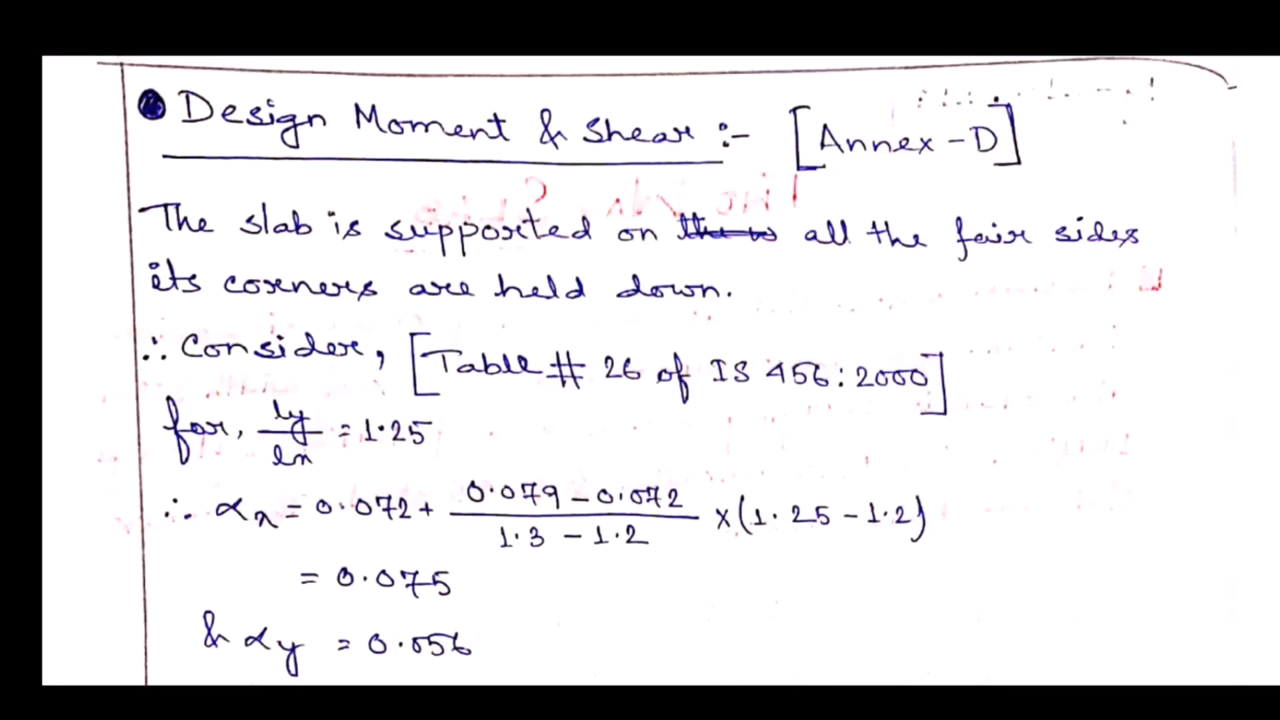 Design Moment & Shear :- [Annex-D]
The slab is supported on all the fair sides
its corners are held down.
∴ Consider, [Table # 26 of IS 456:2000]
for, ly/lx = 1.25
∴ αx = 0.072 + (0.079 - 0.072)/(1.3 - 1.2) × (1.25 - 1.2)
= 0.075
& αy = 0.056